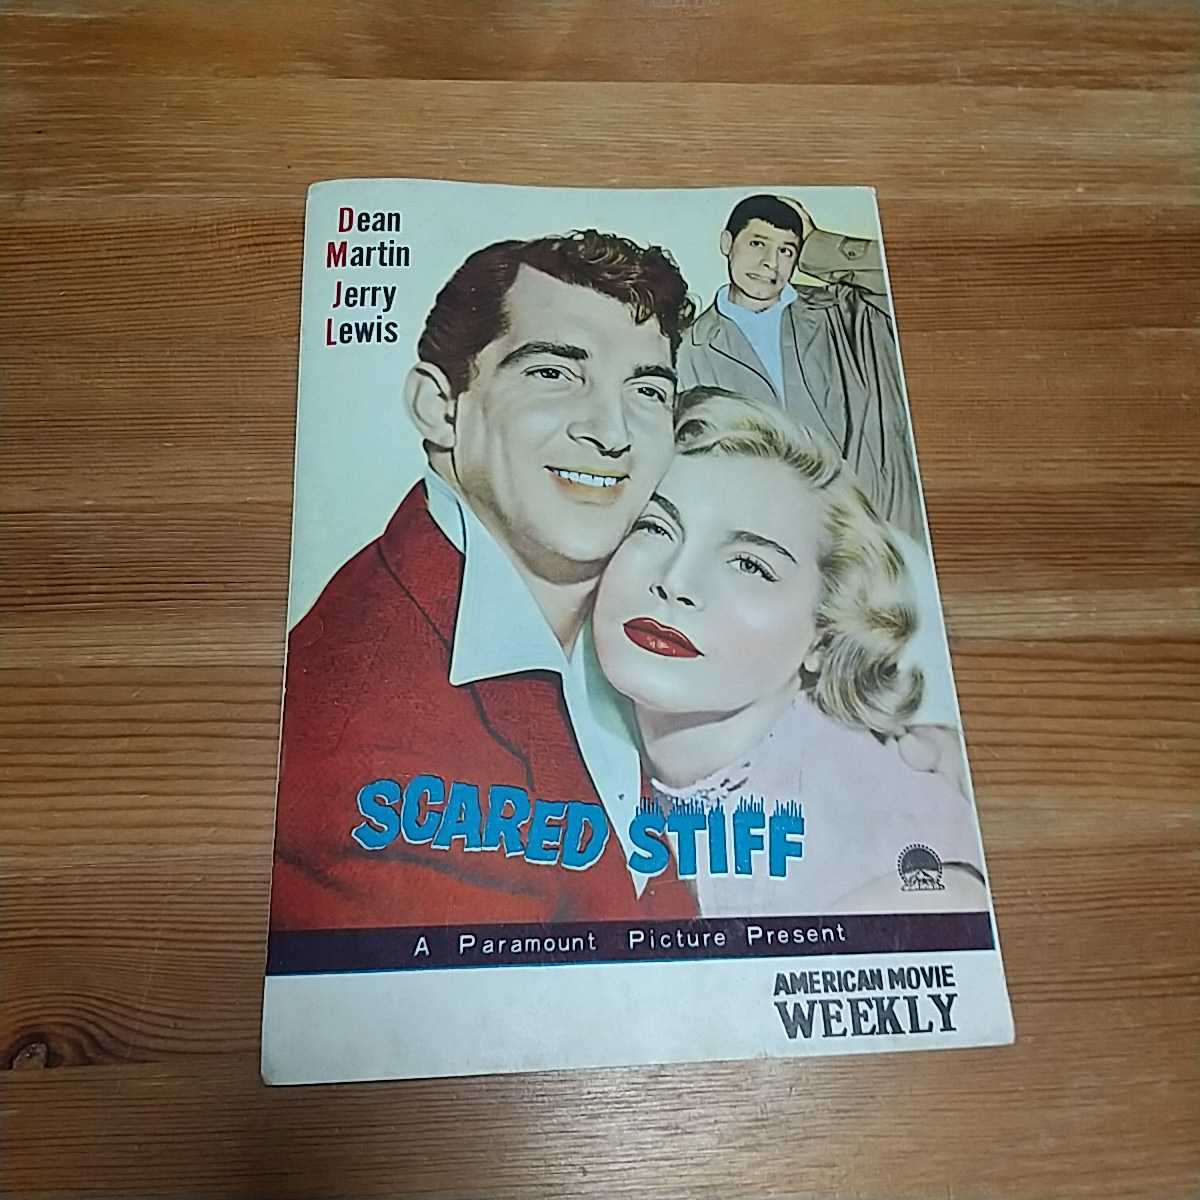 Dean
Martin
Jerry
Lewis
SCARED STIFF
A Paramount Picture Present
AMERICAN MOVIE
WEEKLY